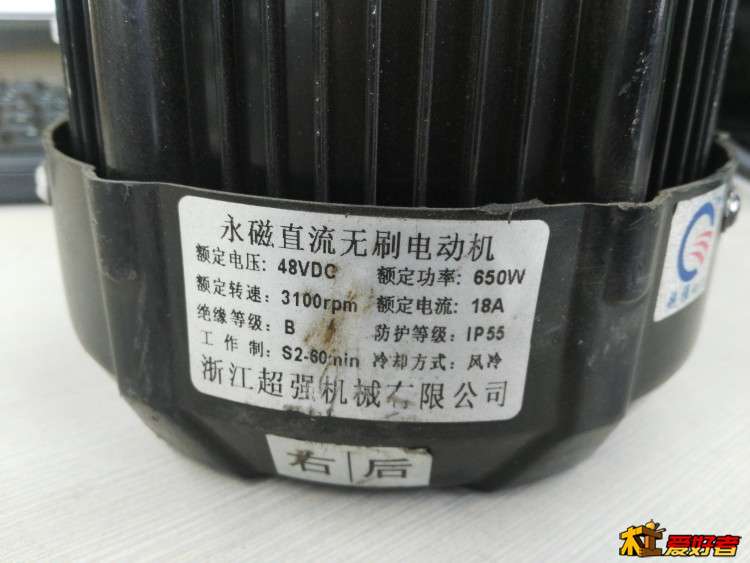 永磁直流无刷电动机
额定电压: 48VDC 额定功率: 650W
额定转速: 3100rpm 额定电流: 18A
绝缘等级: B 防护等级: IP55
工作制: S2-60min 冷却方式: 风冷
浙江超强机械有限公司
右|后
爱好者